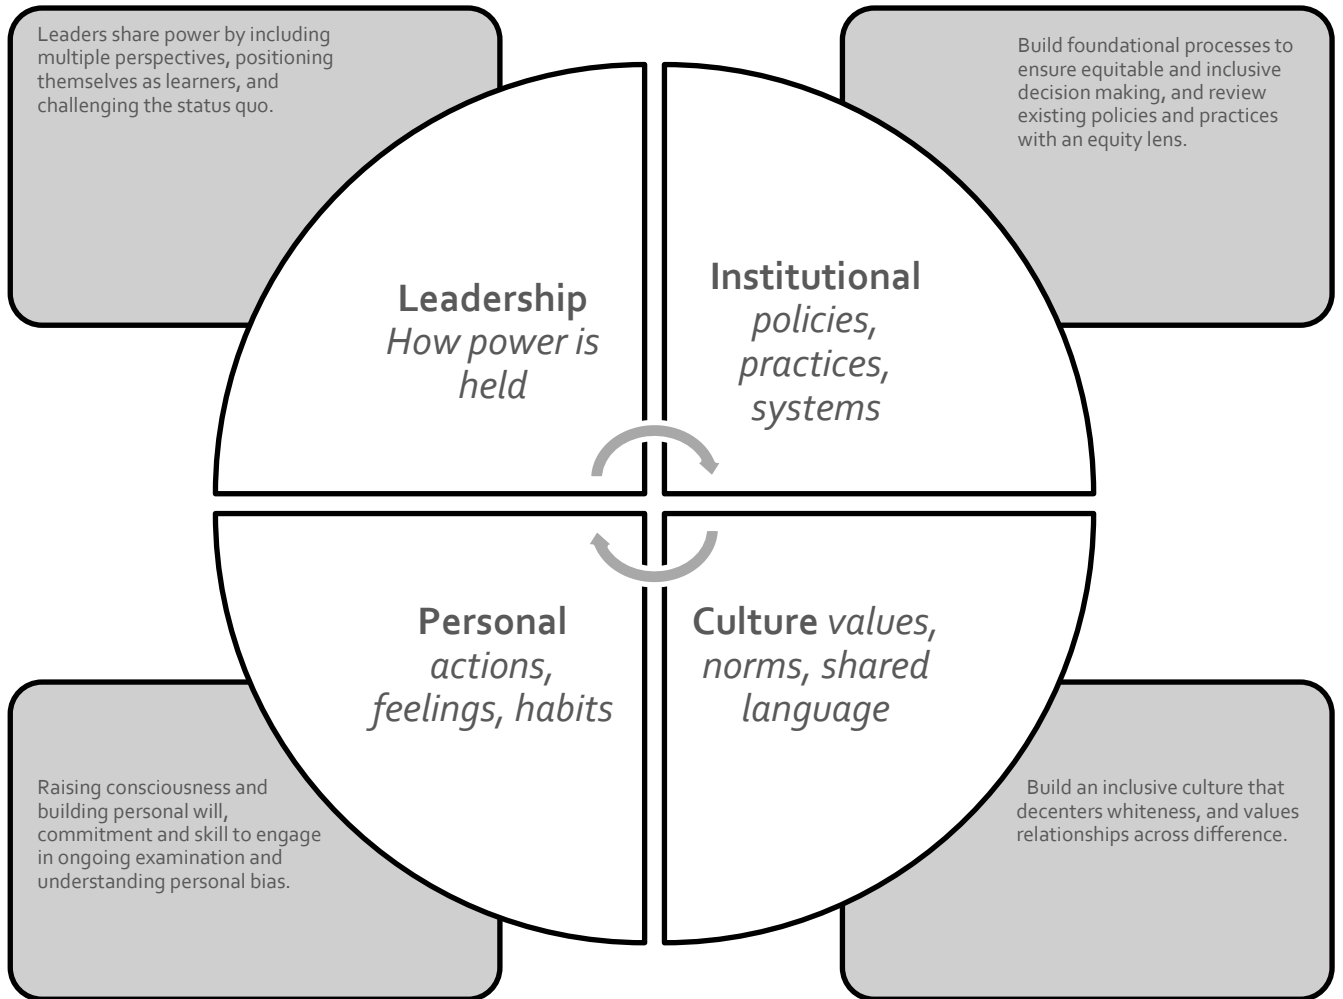 Leaders share power by including
multiple perspectives, positioning
themselves as learners, and
challenging the status quo.
Build foundational processes to
ensure equitable and inclusive
decision making, and review
existing policies and practices
with an equity lens.
Leadership
How power is
held
Institutional
policies,
practices,
systems
Personal
actions,
feelings, habits
Culture values,
norms, shared
language
Raising consciousness and
building personal will,
commitment and skill to engage
in ongoing examination and
understanding personal bias.
Build an inclusive culture that
decenters whiteness, and values
relationships across difference.